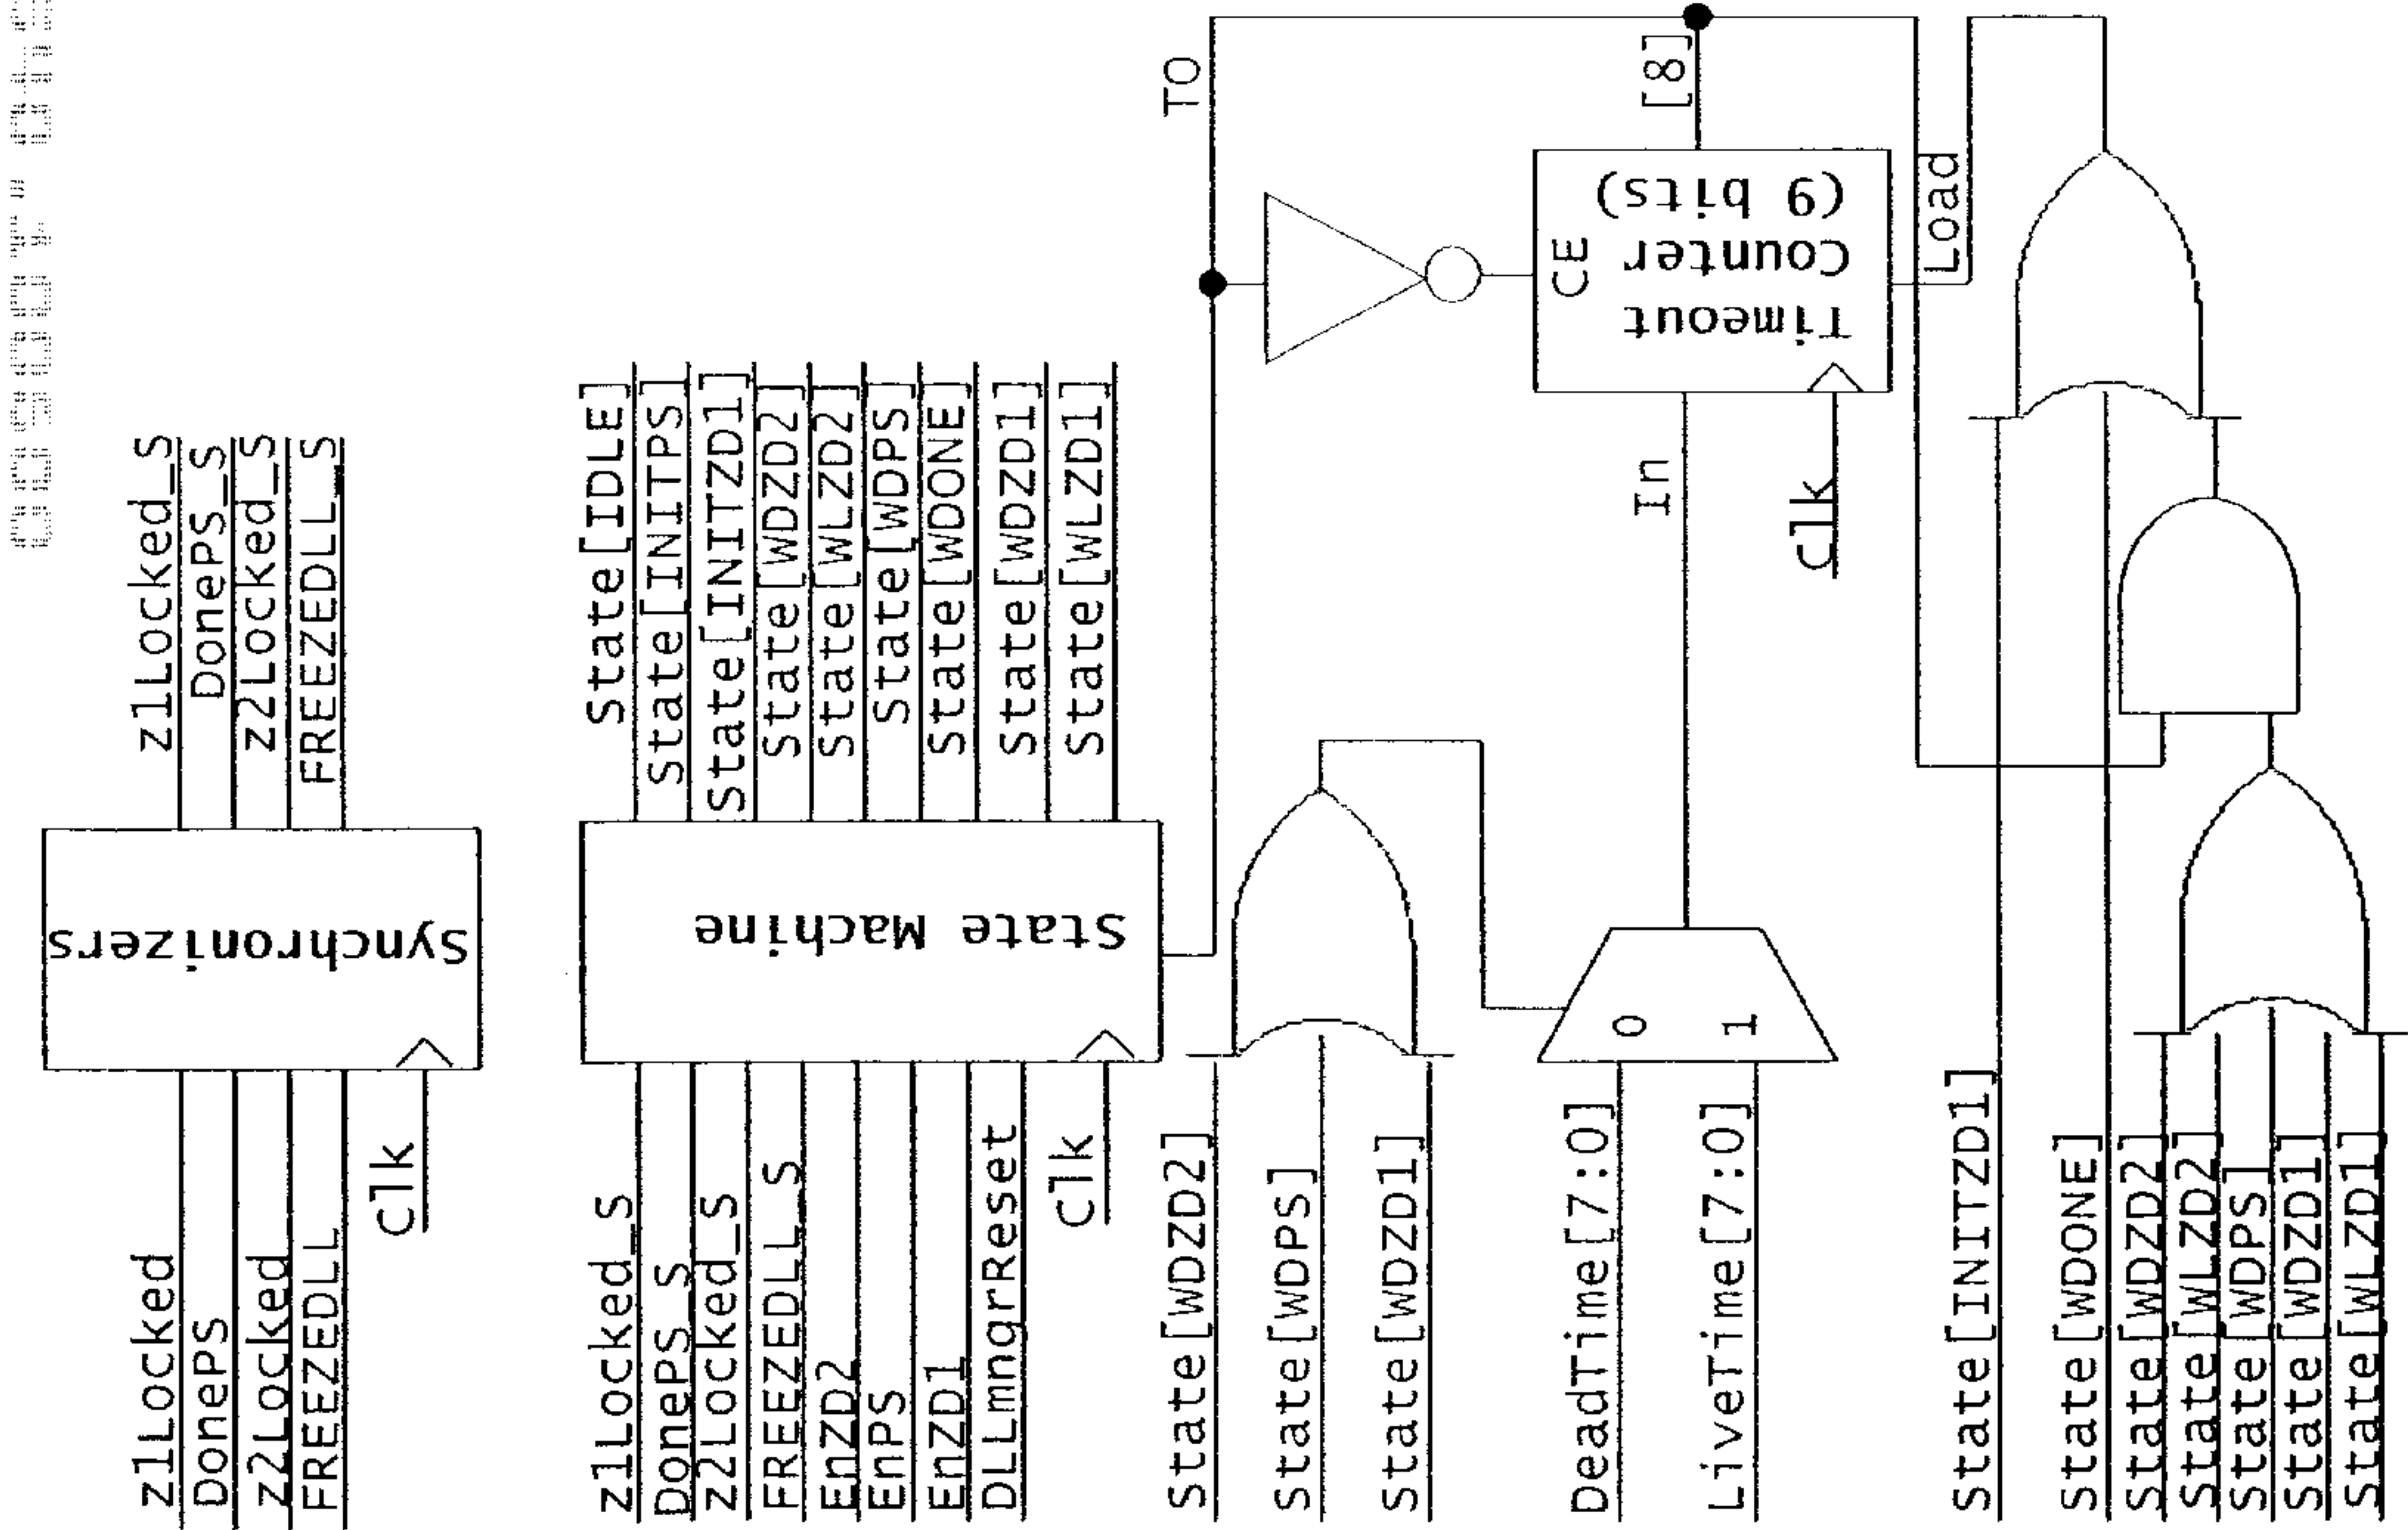 z1Locked
DonePS
z2Locked
FREEZEDLL
Clk
Synchronizers
z1Locked_S
DonePS_S
z2Locked_S
FREEZEDLL_S
z1Locked_S
DonePS_S
z2Locked_S
FREEZEDLL_S
EnZD2
EnPS
EnZD1
DLLmngrReset
Clk
State Machine
State[IDLE]
State[INITPS]
State[INITZD1]
State[WDZD2]
State[WLZD2]
State[WDPS]
State[WDONE]
State[WDZD1]
State[WLZD1]
TO
State[WDZD2]
State[WDPS]
State[WDZD1]
DeadTime[7:0]
LiveTime[7:0]
0
1
In
Clk
CE
Timeout
Counter
(9 bits)
[8]
Load
State[INITZD1]
State[WDONE]
State[WDZD2]
State[WLZD2]
State[WDPS]
State[WDZD1]
State[WLZD1]